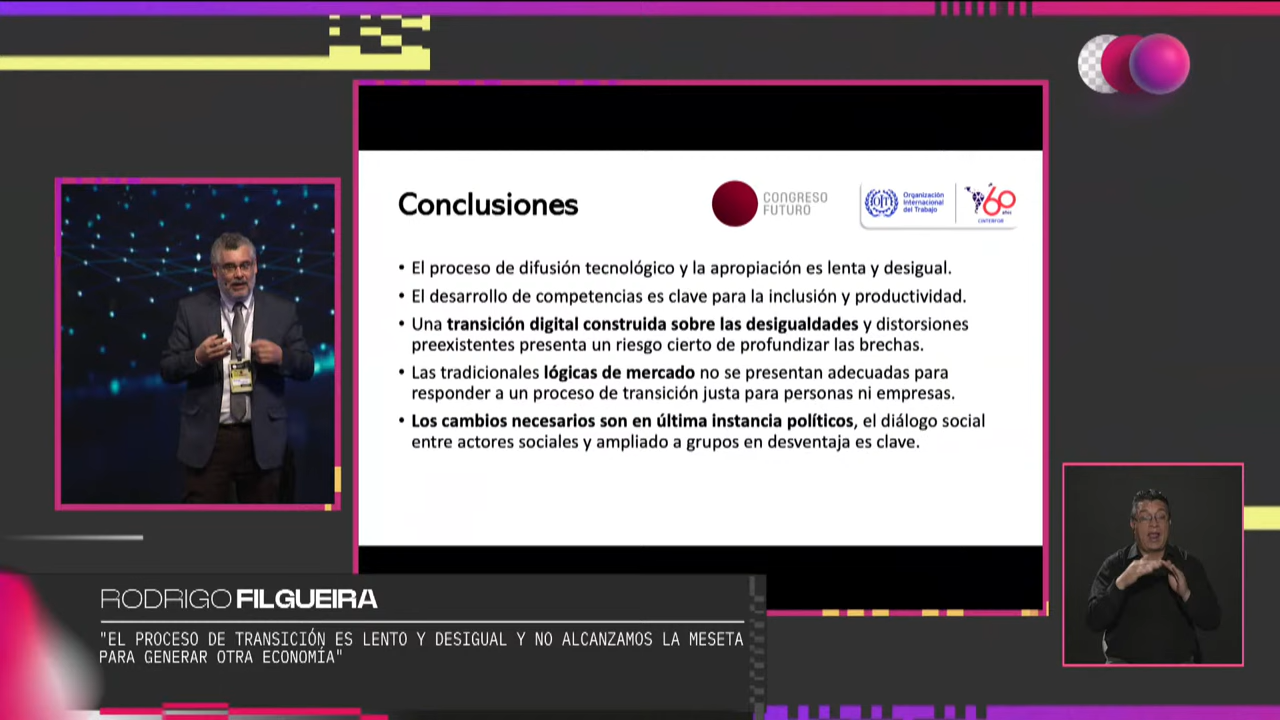 Conclusiones
CONGRESO
FUTURO
Organización
Internacional
del Trabajo
60
años
CINTERFOR
• El proceso de difusión tecnológico y la apropiación es lenta y desigual.
• El desarrollo de competencias es clave para la inclusión y productividad.
• Una transición digital construida sobre las desigualdades y distorsiones
preexistentes presenta un riesgo cierto de profundizar las brechas.
• Las tradicionales lógicas de mercado no se presentan adecuadas para
responder a un proceso de transición justa para personas ni empresas.
• Los cambios necesarios son en última instancia políticos, el diálogo social
entre actores sociales y ampliado a grupos en desventaja es clave.
RODRIGO FILGUEIRA
"EL PROCESO DE TRANSICIÓN ES LENTO Y DESIGUAL Y NO ALCANZAMOS LA MESETA
PARA GENERAR OTRA ECONOMÍA"